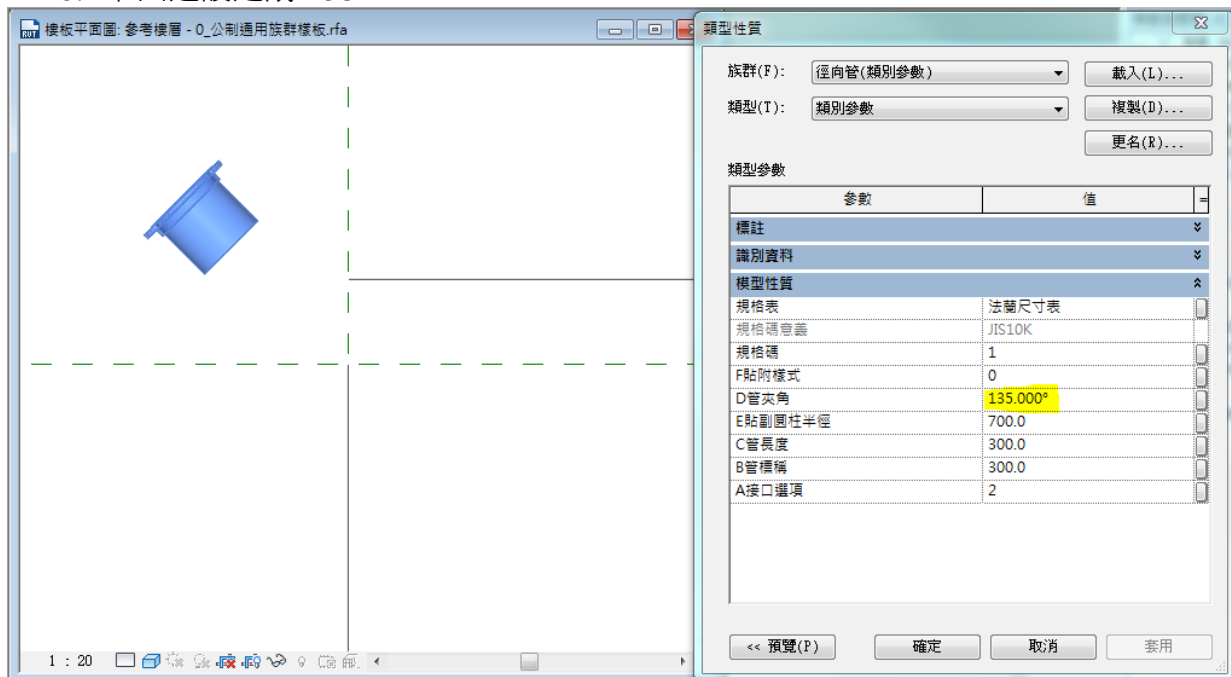 樓板平面圖: 參考樓層 - 0_公制通用族群樣板.rfa
1 : 20
類型性質
族群(F): 徑向管(類別參數) 載入(L)...
類型(T): 類別參數 複製(D)...
更名(R)...
類型參數
參數 值 =
標註
識別資料
模型性質
規格表 法蘭尺寸表
規格碼意義 JIS10K
規格碼 1
F貼附樣式 0
D管夾角 135.000°
E貼副圓柱半徑 700.0
C管長度 300.0
B管標稱 300.0
A接口選項 2
<< 預覽(P) 確定 取消 套用